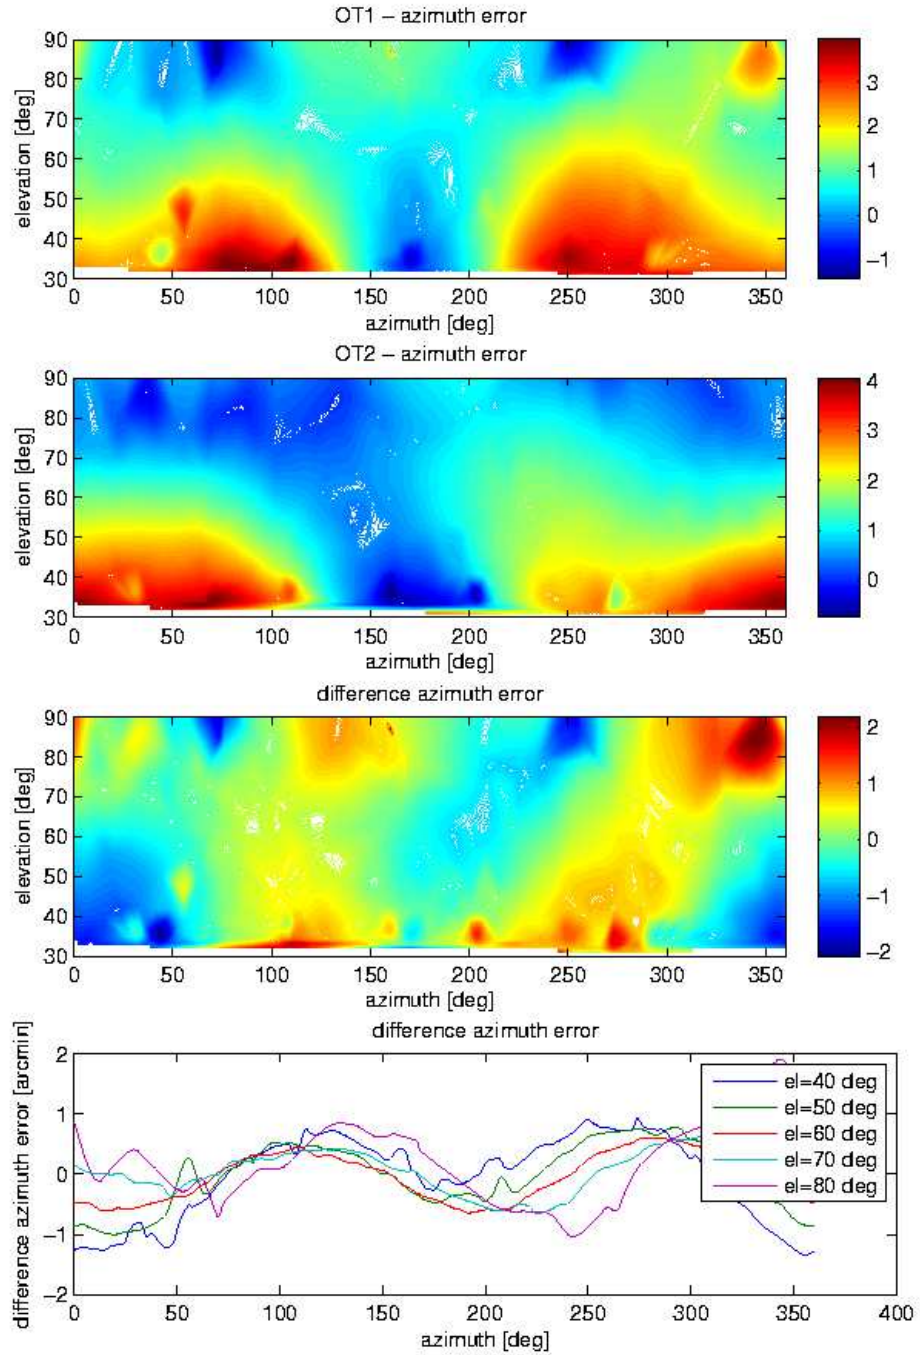 OT1 – azimuth error
90
80
70
60
50
40
30
elevation [deg]
0 50 100 150 200 250 300 350
azimuth [deg]
3
2
1
0
−1
OT2 – azimuth error
90
80
70
60
50
40
30
elevation [deg]
0 50 100 150 200 250 300 350
azimuth [deg]
4
3
2
1
0
difference azimuth error
90
80
70
60
50
40
30
elevation [deg]
0 50 100 150 200 250 300 350
azimuth [deg]
2
1
0
−1
−2
difference azimuth error
2
1
0
−1
−2
difference azimuth error [arcmin]
0 50 100 150 200 250 300 350 400
azimuth [deg]
el=40 deg
el=50 deg
el=60 deg
el=70 deg
el=80 deg